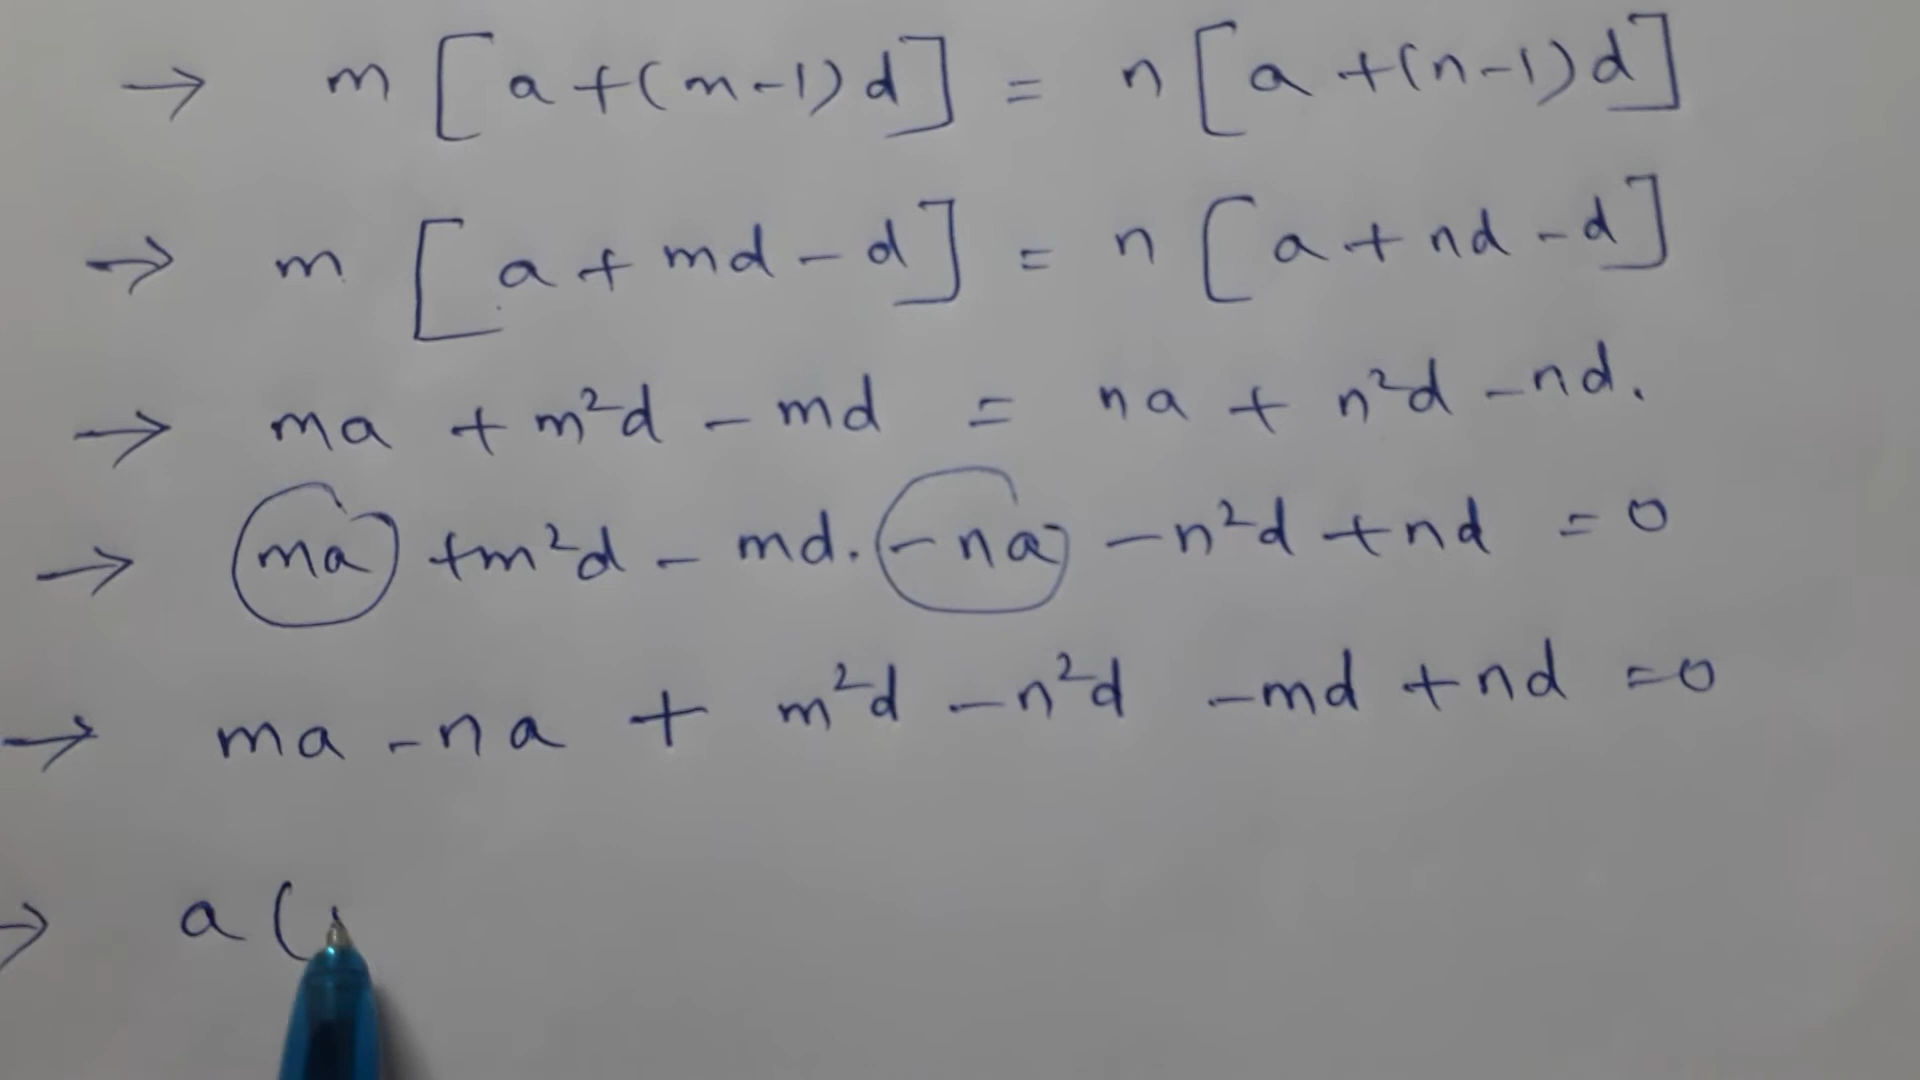 → m [a+(m-1)d] = n [a+(n-1)d]
→ m [a+md-d] = n [a+nd-d]
→ ma + m²d - md = na + n²d - nd.
→ ma +m²d - md. -na -n²d +nd =0
→ ma -na + m²d -n²d -md +nd =0
→ a (